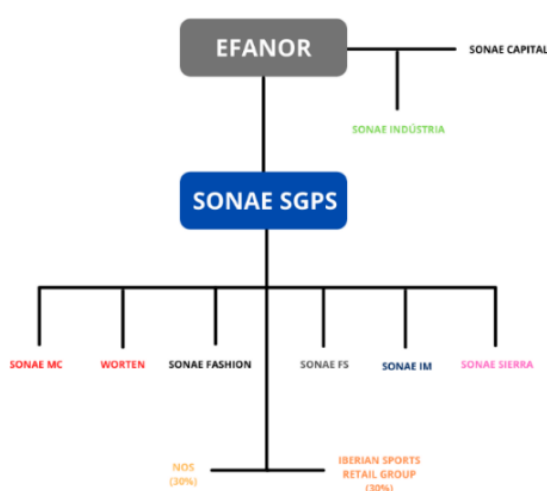 EFANOR
SONAE CAPITAL
SONAE INDÚSTRIA
SONAE SGPS
SONAE MC
WORTEN
SONAE FASHION
SONAE FS
SONAE IM
SONAE SIERRA
NOS
(30%)
IBERIAN SPORTS
RETAIL GROUP
(30%)